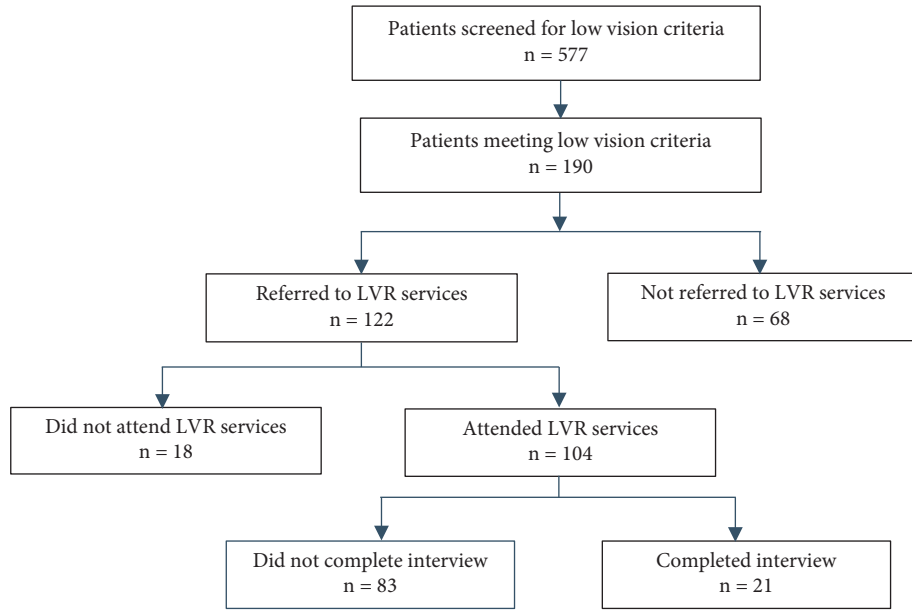 Patients screened for low vision criteria
n = 577
Patients meeting low vision criteria
n = 190
Referred to LVR services
n = 122
Not referred to LVR services
n = 68
Did not attend LVR services
n = 18
Attended LVR services
n = 104
Did not complete interview
n = 83
Completed interview
n = 21